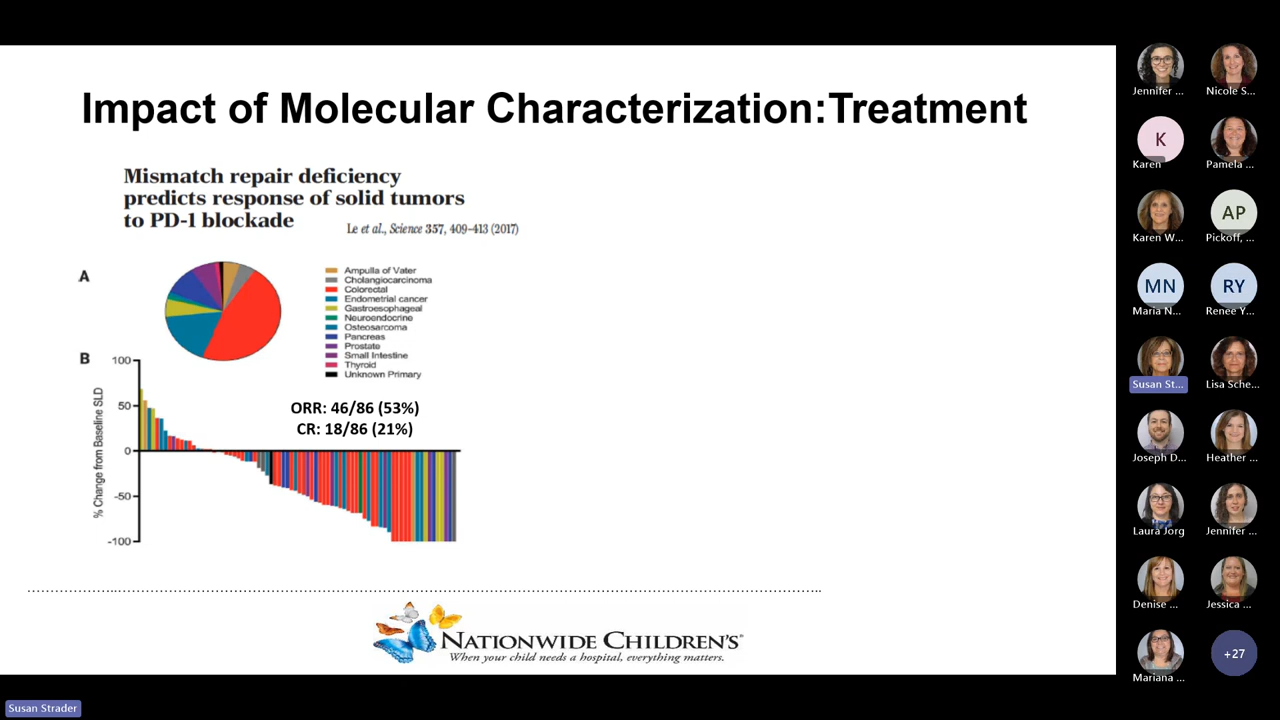 Impact of Molecular Characterization:Treatment
Mismatch repair deficiency
predicts response of solid tumors
to PD-1 blockade
Le et al., Science 357, 409–413 (2017)
A
Ampulla of Vater
Cholangiocarcinoma
Colorectal
Endometrial cancer
Gastroesophageal
Neuroendocrine
Osteosarcoma
Pancreas
Prostate
Small Intestine
Thyroid
Unknown Primary
B
% Change from Baseline SLD
100
50
0
-50
-100
ORR: 46/86 (53%)
CR: 18/86 (21%)
NATIONWIDE CHILDREN'S®
When your child needs a hospital, everything matters.
Susan Strader
Jennifer ...
Nicole S...
K
Karen
Pamela ...
Karen W...
AP
Pickoff, ...
MN
Maria N...
RY
Renee Y...
Susan St...
Lisa Sche...
Joseph D...
Heather ...
Laura Jorg
Jennifer ...
Denise ...
Jessica ...
Mariana ...
+27